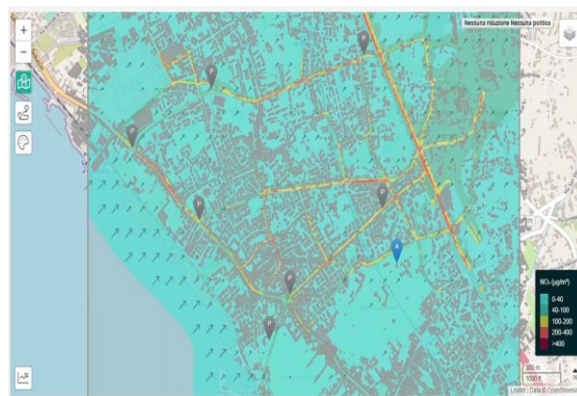 Nessuna riduzione Nessuna politica
+
−
P
P
P
P
P
A
P
P
NO₂ (µg/m³)
0-40
40-100
100-200
200-400
>400
300 m
1000 ft
Leaflet | Data © OpenStreetMap